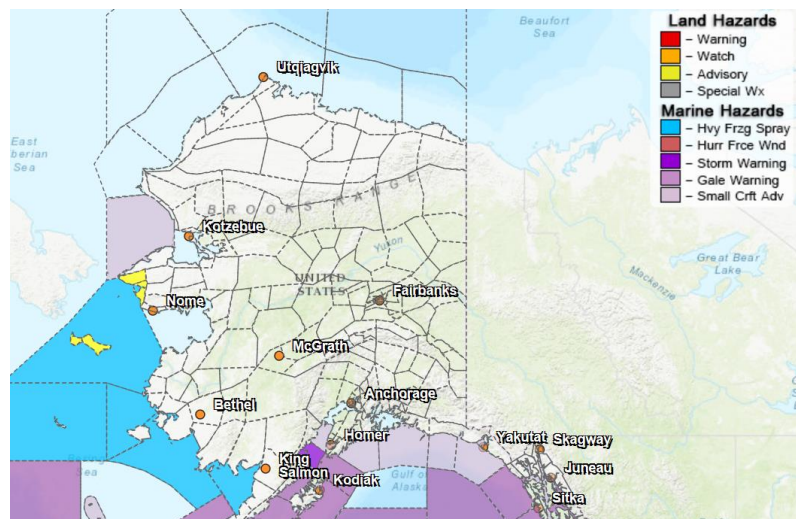 Beaufort
Sea
Land Hazards
– Warning
– Watch
– Advisory
– Special Wx
Marine Hazards
– Hvy Frzg Spray
– Hurr Frce Wnd
– Storm Warning
– Gale Warning
– Small Crft Adv
Utqiagvik
East
berian
Sea
BROOKS RANGE
Kotzebue
Yukon
Great Bear
Lake
Mackenzie
UNITED
STATES
Fairbanks
Nome
McGrath
Anchorage
Bethel
Homer
Yakutat
Skagway
King
Salmon
Sea
Gulf of
Alaska
Juneau
Kodiak
Sitka